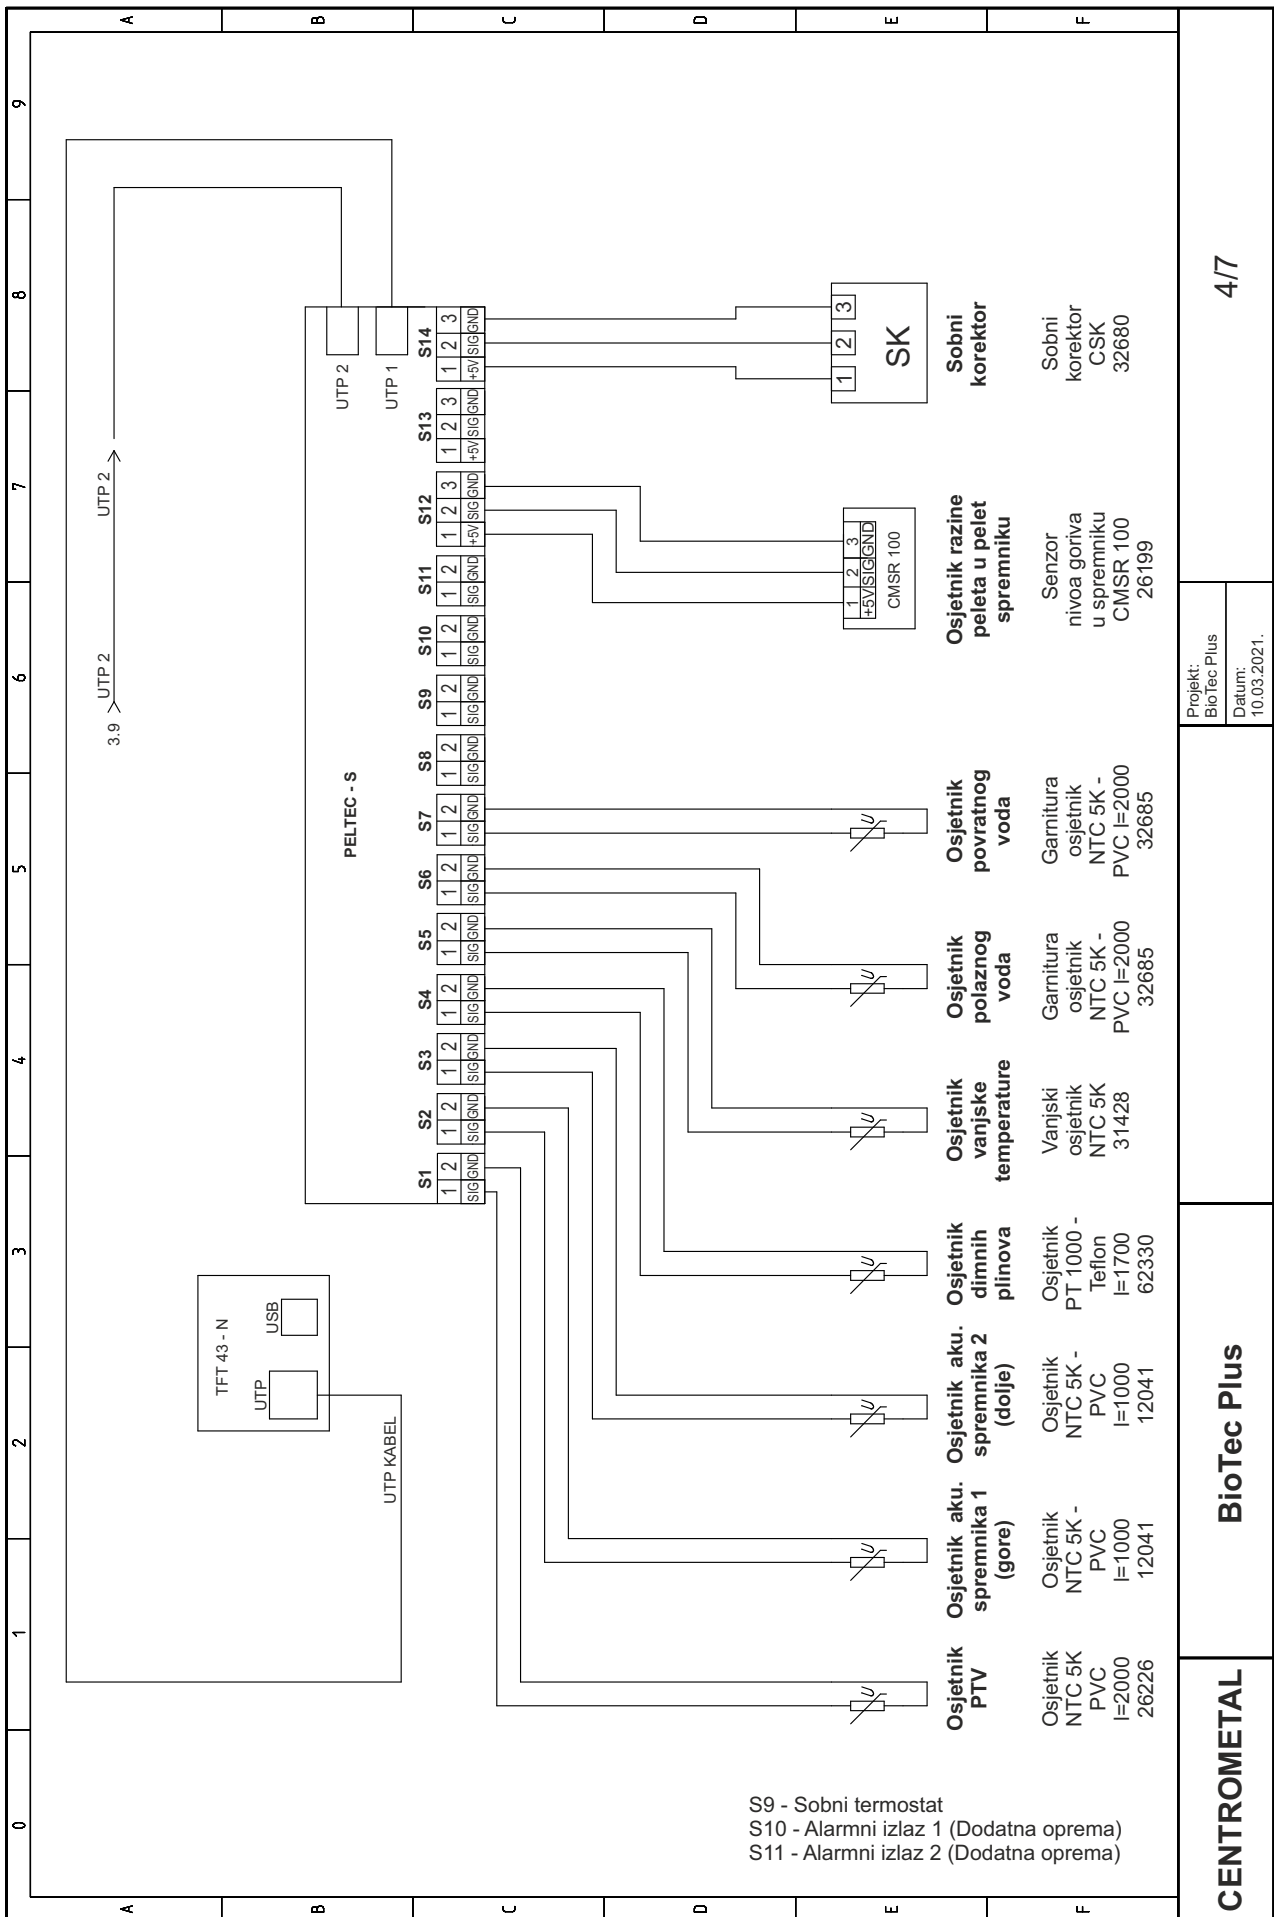 0 1 2 3 4 5 6 7 8 9
A
B
C
D
E
F
A
B
C
D
E
F
3.9
UTP 2
UTP 2
TFT 43 - N
UTP
USB
UTP KABEL
PELTEC - S
UTP 2
UTP 1
S1 S2 S3 S4 S5 S6 S7 S8 S9 S10 S11 S12 S13 S14
1 2 1 2 1 2 1 2 1 2 1 2 1 2 1 2 1 2 1 2 1 2 1 2 3 1 2 3 1 2 3
SIG GND SIG GND SIG GND SIG GND SIG GND SIG GND SIG GND SIG GND SIG GND SIG GND SIG GND +5V SIG GND +5V SIG GND +5V SIG GND
U U U U U U U
1 2 3
+5V SIG GND
CMSR 100
1 2 3
SK
Osjetnik
PTV
Osjetnik aku.
spremnika 1
(gore)
Osjetnik aku.
spremnika 2
(dolje)
Osjetnik
dimnih
plinova
Osjetnik
vanjske
temperature
Osjetnik
polaznog
voda
Osjetnik
povratnog
voda
Osjetnik razine
peleta u pelet
spremniku
Sobni
korektor
Osjetnik
NTC 5K
PVC
l=2000
26226
Osjetnik
NTC 5K -
PVC
l=1000
12041
Osjetnik
NTC 5K -
PVC
l=1000
12041
Osjetnik
PT 1000 -
Teflon
l=1700
62330
Vanjski
osjetnik
NTC 5K
31428
Garnitura
osjetnik
NTC 5K -
PVC l=2000
32685
Garnitura
osjetnik
NTC 5K -
PVC l=2000
32685
Senzor
nivoa goriva
u spremniku
CMSR 100
26199
Sobni
korektor
CSK
32680
S9 - Sobni termostat
S10 - Alarmni izlaz 1 (Dodatna oprema)
S11 - Alarmni izlaz 2 (Dodatna oprema)
CENTROMETAL
BioTec Plus
Projekt:
BioTec Plus
Datum:
10.03.2021.
4/7